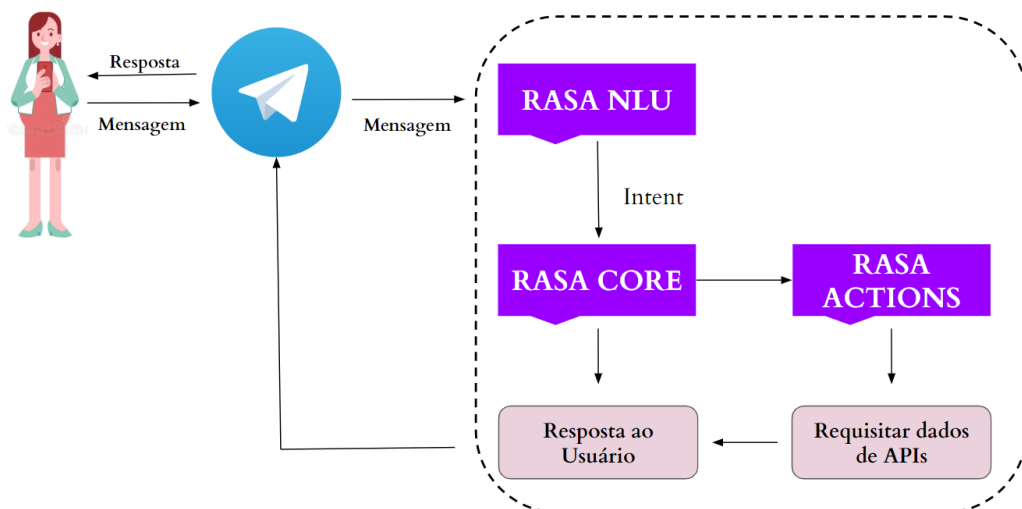 Resposta
Mensagem
Mensagem
RASA NLU
Intent
RASA CORE
RASA
ACTIONS
Resposta ao
Usuário
Requisitar dados
de APIs